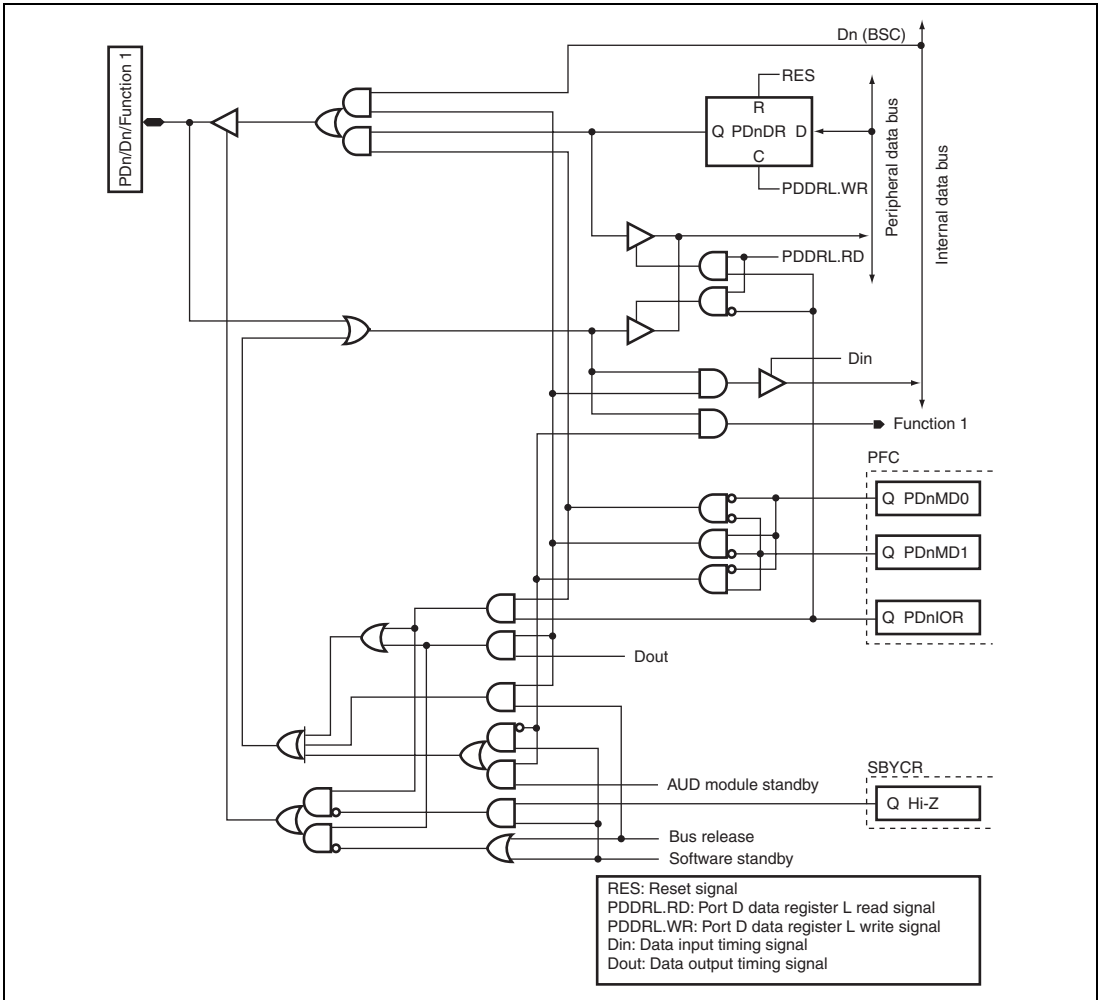 PDn/Dn/Function 1
Dn (BSC)
RES
R
Q PDnDR D
C
PDDRL.WR
Peripheral data bus
Internal data bus
PDDRL.RD
Din
Function 1
PFC
Q PDnMD0
Q PDnMD1
Q PDnIOR
Dout
AUD module standby
SBYCR
Q Hi-Z
Bus release
Software standby
RES: Reset signal
PDDRL.RD: Port D data register L read signal
PDDRL.WR: Port D data register L write signal
Din: Data input timing signal
Dout: Data output timing signal